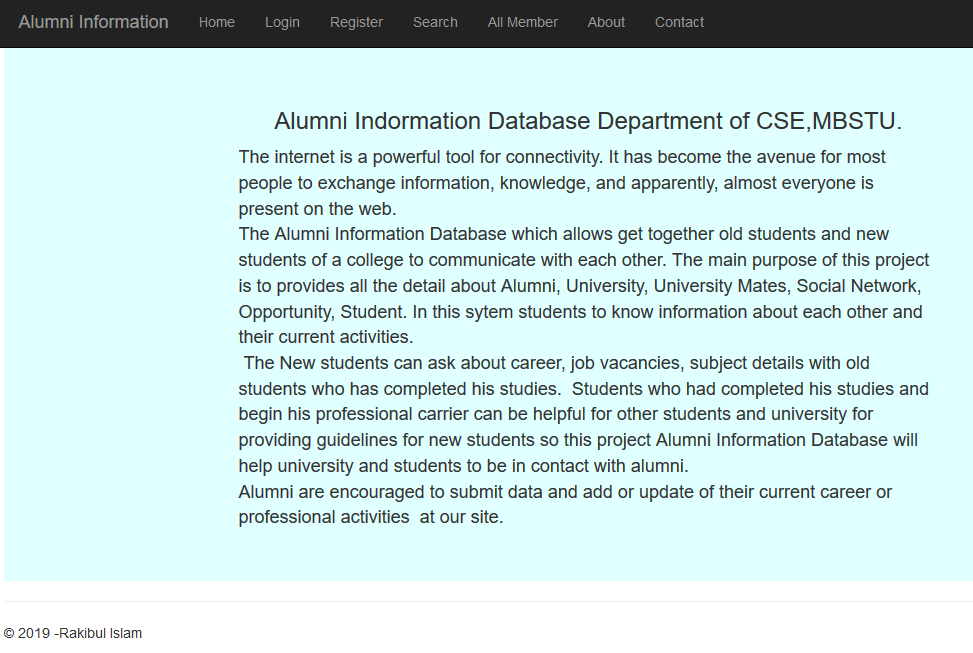 Alumni Information Home Login Register Search All Member About Contact
Alumni Indormation Database Department of CSE,MBSTU.
The internet is a powerful tool for connectivity. It has become the avenue for most
people to exchange information, knowledge, and apparently, almost everyone is
present on the web.
The Alumni Information Database which allows get together old students and new
students of a college to communicate with each other. The main purpose of this project
is to provides all the detail about Alumni, University, University Mates, Social Network,
Opportunity, Student. In this sytem students to know information about each other and
their current activities.
The New students can ask about career, job vacancies, subject details with old
students who has completed his studies.  Students who had completed his studies and
begin his professional carrier can be helpful for other students and university for
providing guidelines for new students so this project Alumni Information Database will
help university and students to be in contact with alumni.
Alumni are encouraged to submit data and add or update of their current career or
professional activities  at our site.
© 2019 -Rakibul Islam